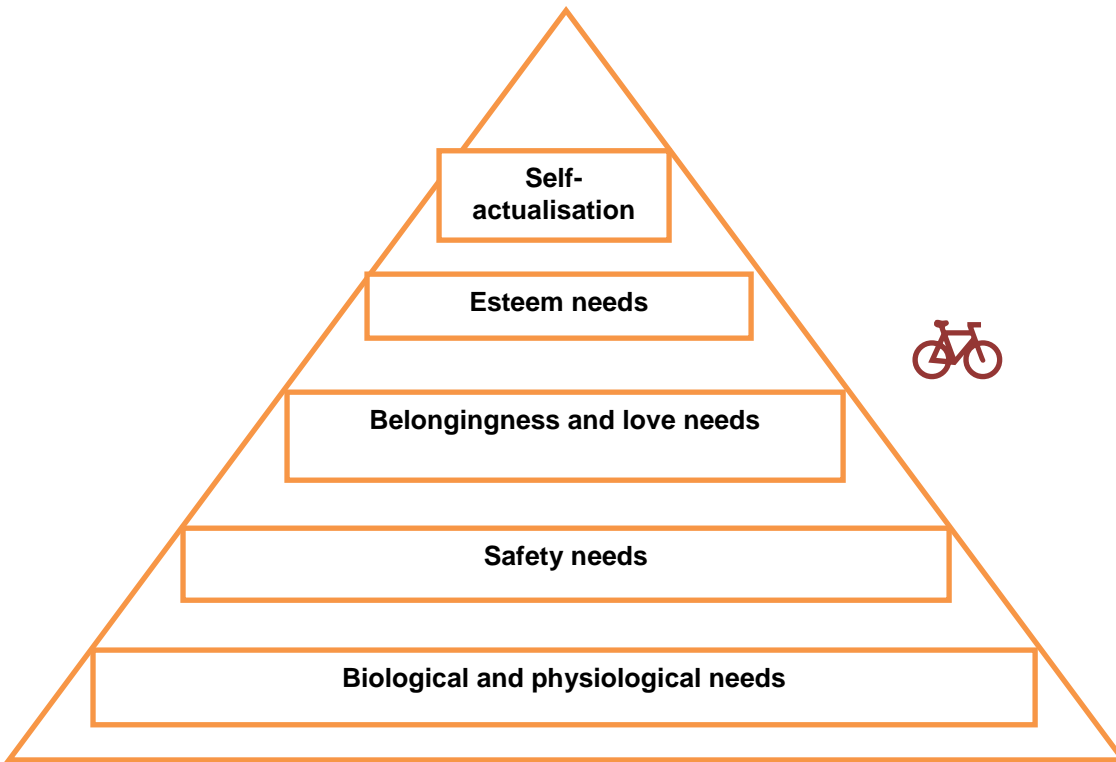 Self-
actualisation
Esteem needs
Belongingness and love needs
Safety needs
Biological and physiological needs